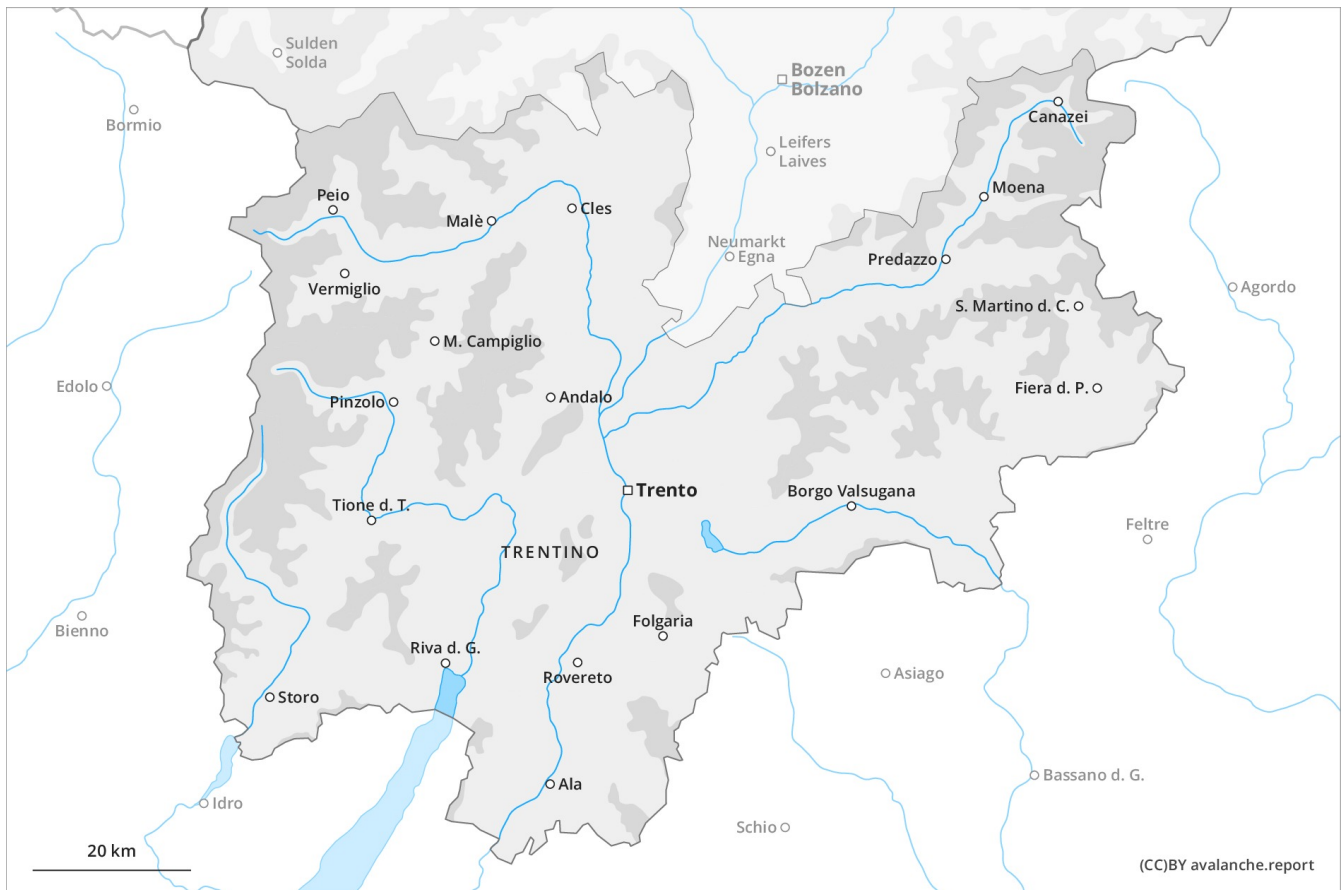 Sulden
Solda
Bozen
Bolzano
Bormio
Canazei
Leifers
Laives
Peio
Moena
Malè
Cles
Neumarkt
Egna
Predazzo
Vermiglio
Agordo
S. Martino d. C.
M. Campiglio
Edolo
Fiera d. P.
Pinzolo
Andalo
Trento
Borgo Valsugana
Tione d. T.
Feltre
TRENTINO
Bienno
Folgaria
Riva d. G.
Asiago
Rovereto
Storo
Bassano d. G.
Ala
Idro
Schio
20 km
(CC)BY avalanche.report